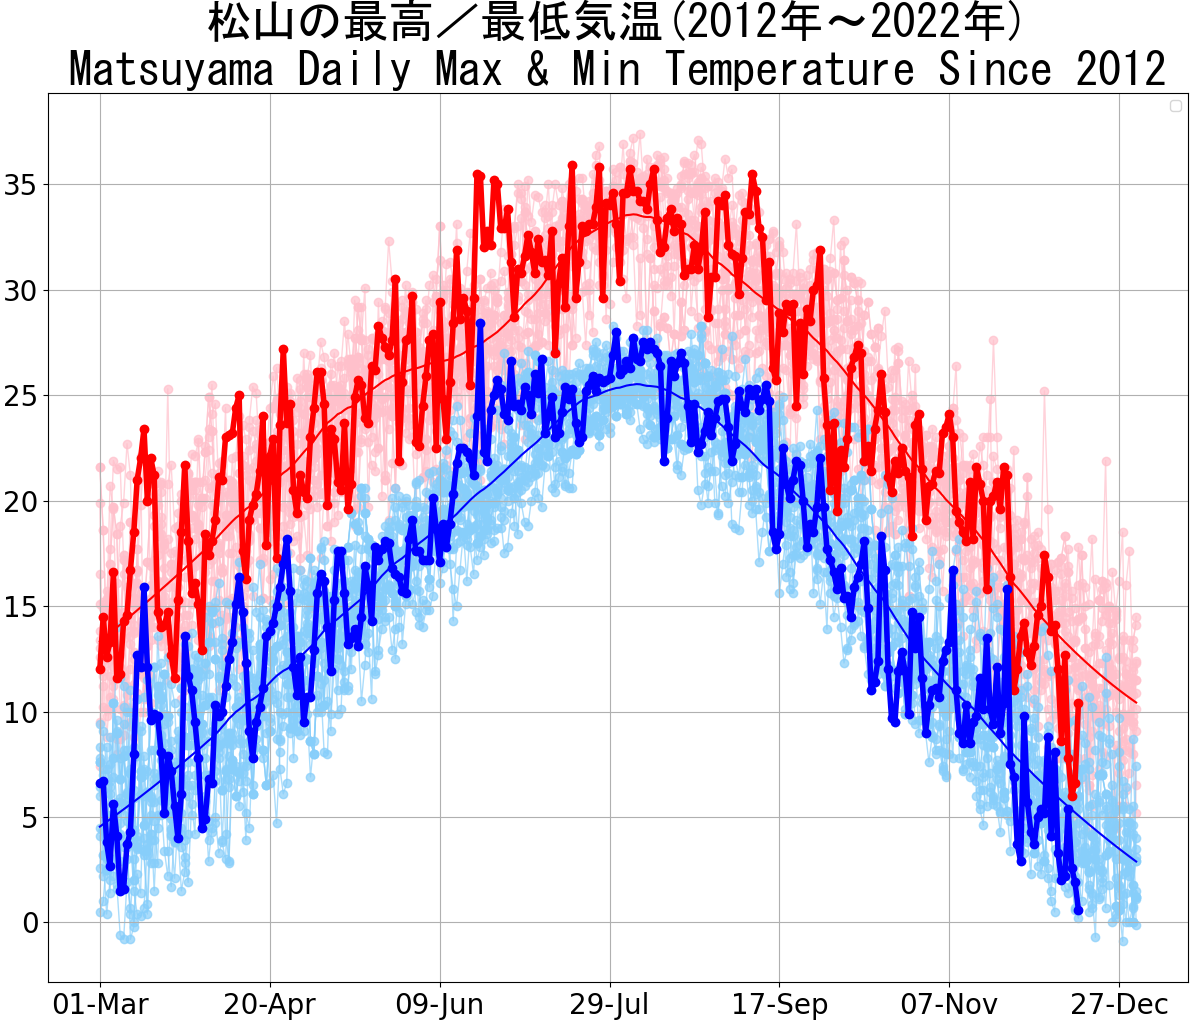 松山の最高／最低気温(2012年～2022年)
Matsuyama Daily Max & Min Temperature Since 2012
35
30
25
20
15
10
5
0
01-Mar 20-Apr 09-Jun 29-Jul 17-Sep 07-Nov 27-Dec